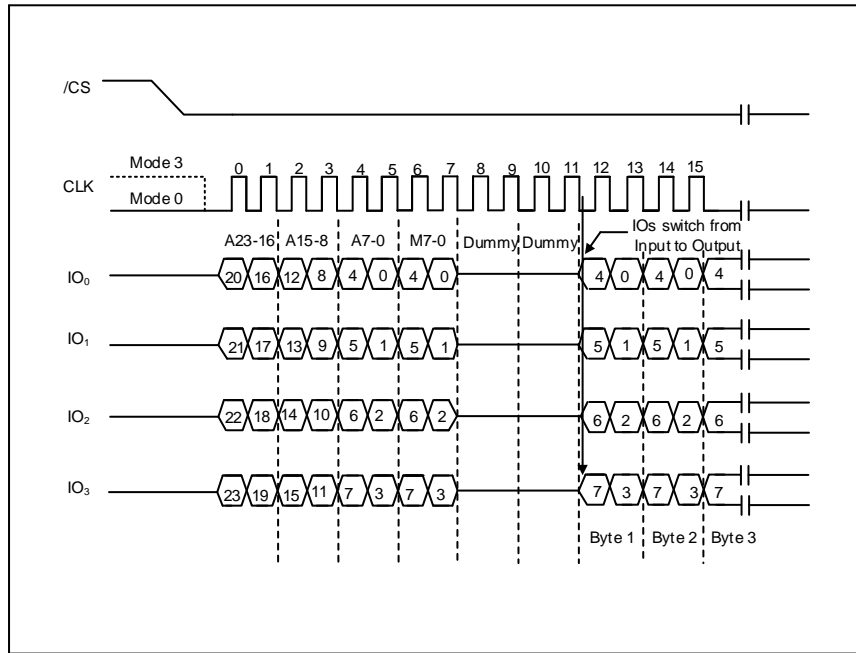 /CS
Mode 3
CLK
Mode 0
0 1 2 3 4 5 6 7 8 9 10 11 12 13 14 15
A23-16 A15-8 A7-0 M7-0 Dummy Dummy
IOs switch from
Input to Output
IO₀ 20 16 12 8 4 0 4 0 4 0 4 0 4
IO₁ 21 17 13 9 5 1 5 1 5 1 5 1 5
IO₂ 22 18 14 10 6 2 6 2 6 2 6 2 6
IO₃ 23 19 15 11 7 3 7 3 7 3 7 3 7
Byte 1 Byte 2 Byte 3